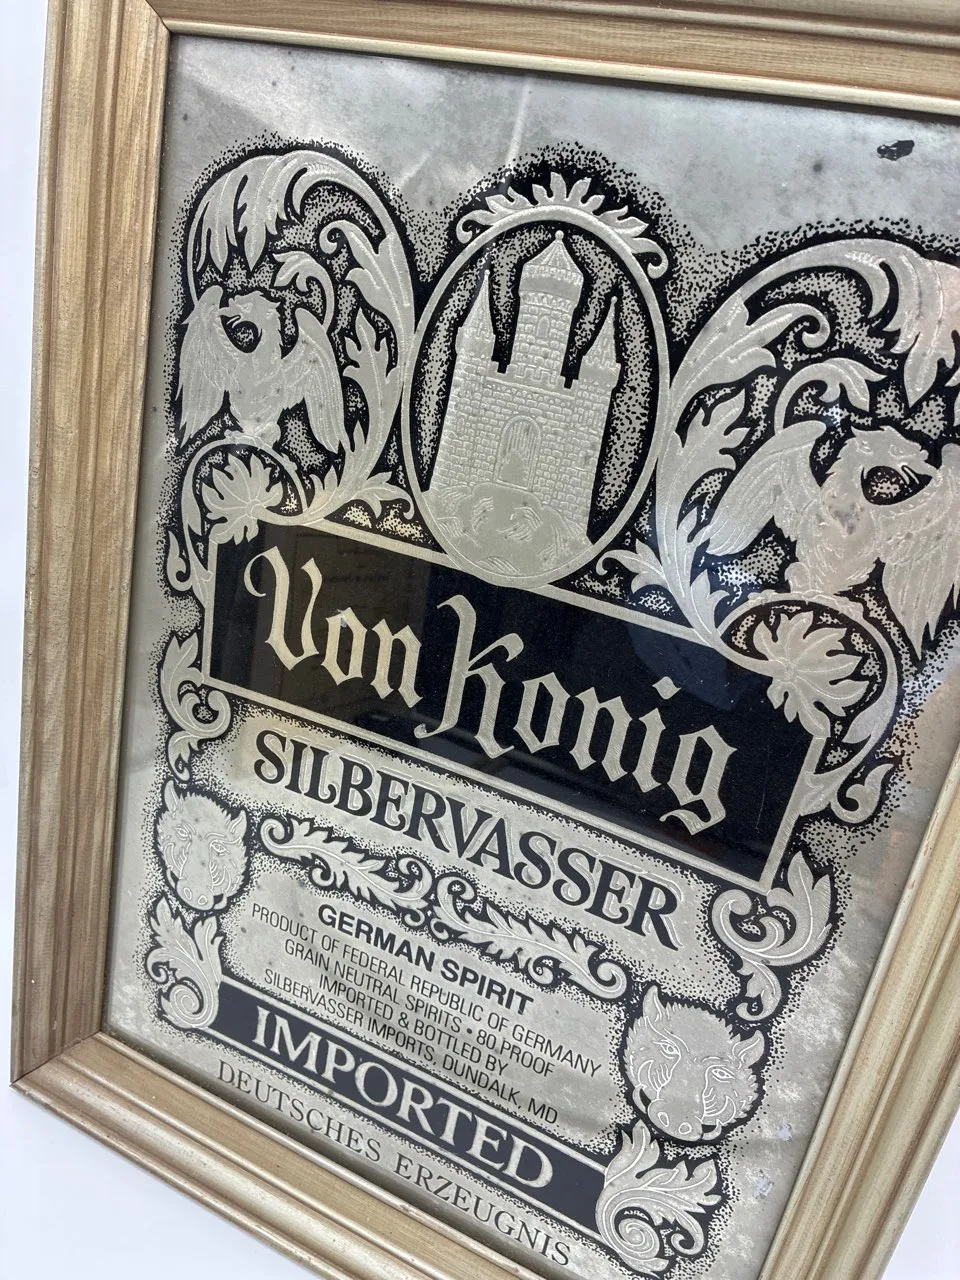 Von Konig
SILBERVASSER
GERMAN SPIRIT
PRODUCT OF FEDERAL REPUBLIC OF GERMANY
GRAIN NEUTRAL SPIRITS • 80 PROOF
IMPORTED & BOTTLED BY
SILBERVASSER IMPORTS, DUNDALK, MD
IMPORTED
DEUTSCHES ERZEUGNIS